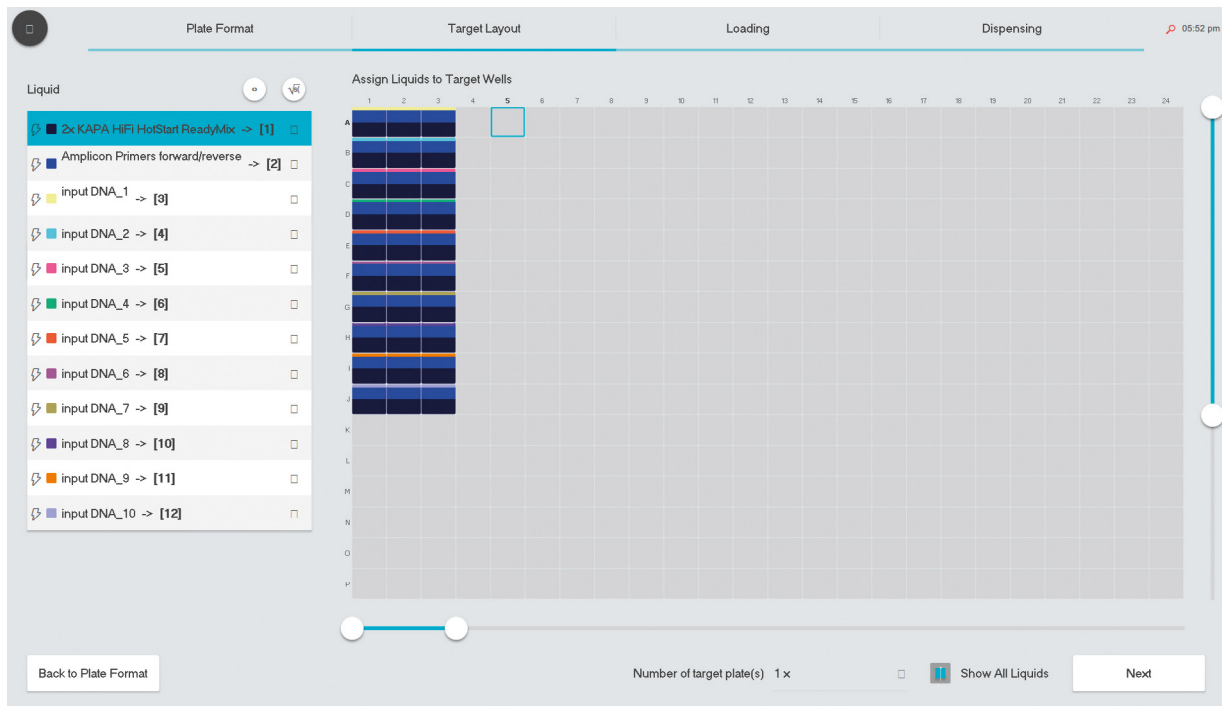 Plate Format
Target Layout
Loading
Dispensing
05:52 pm
Liquid
√α
Assign Liquids to Target Wells
1 2 3 4 5 6 7 8 9 10 11 12 13 14 15 16 17 18 19 20 21 22 23 24
2x KAPA HiFi HotStart ReadyMix -> [1]
Amplicon Primers forward/reverse -> [2]
input DNA_1 -> [3]
input DNA_2 -> [4]
input DNA_3 -> [5]
input DNA_4 -> [6]
input DNA_5 -> [7]
input DNA_6 -> [8]
input DNA_7 -> [9]
input DNA_8 -> [10]
input DNA_9 -> [11]
input DNA_10 -> [12]
A
B
C
D
E
F
G
H
I
J
K
L
M
N
O
P
Back to Plate Format
Number of target plate(s) 1 x
Show All Liquids
Next